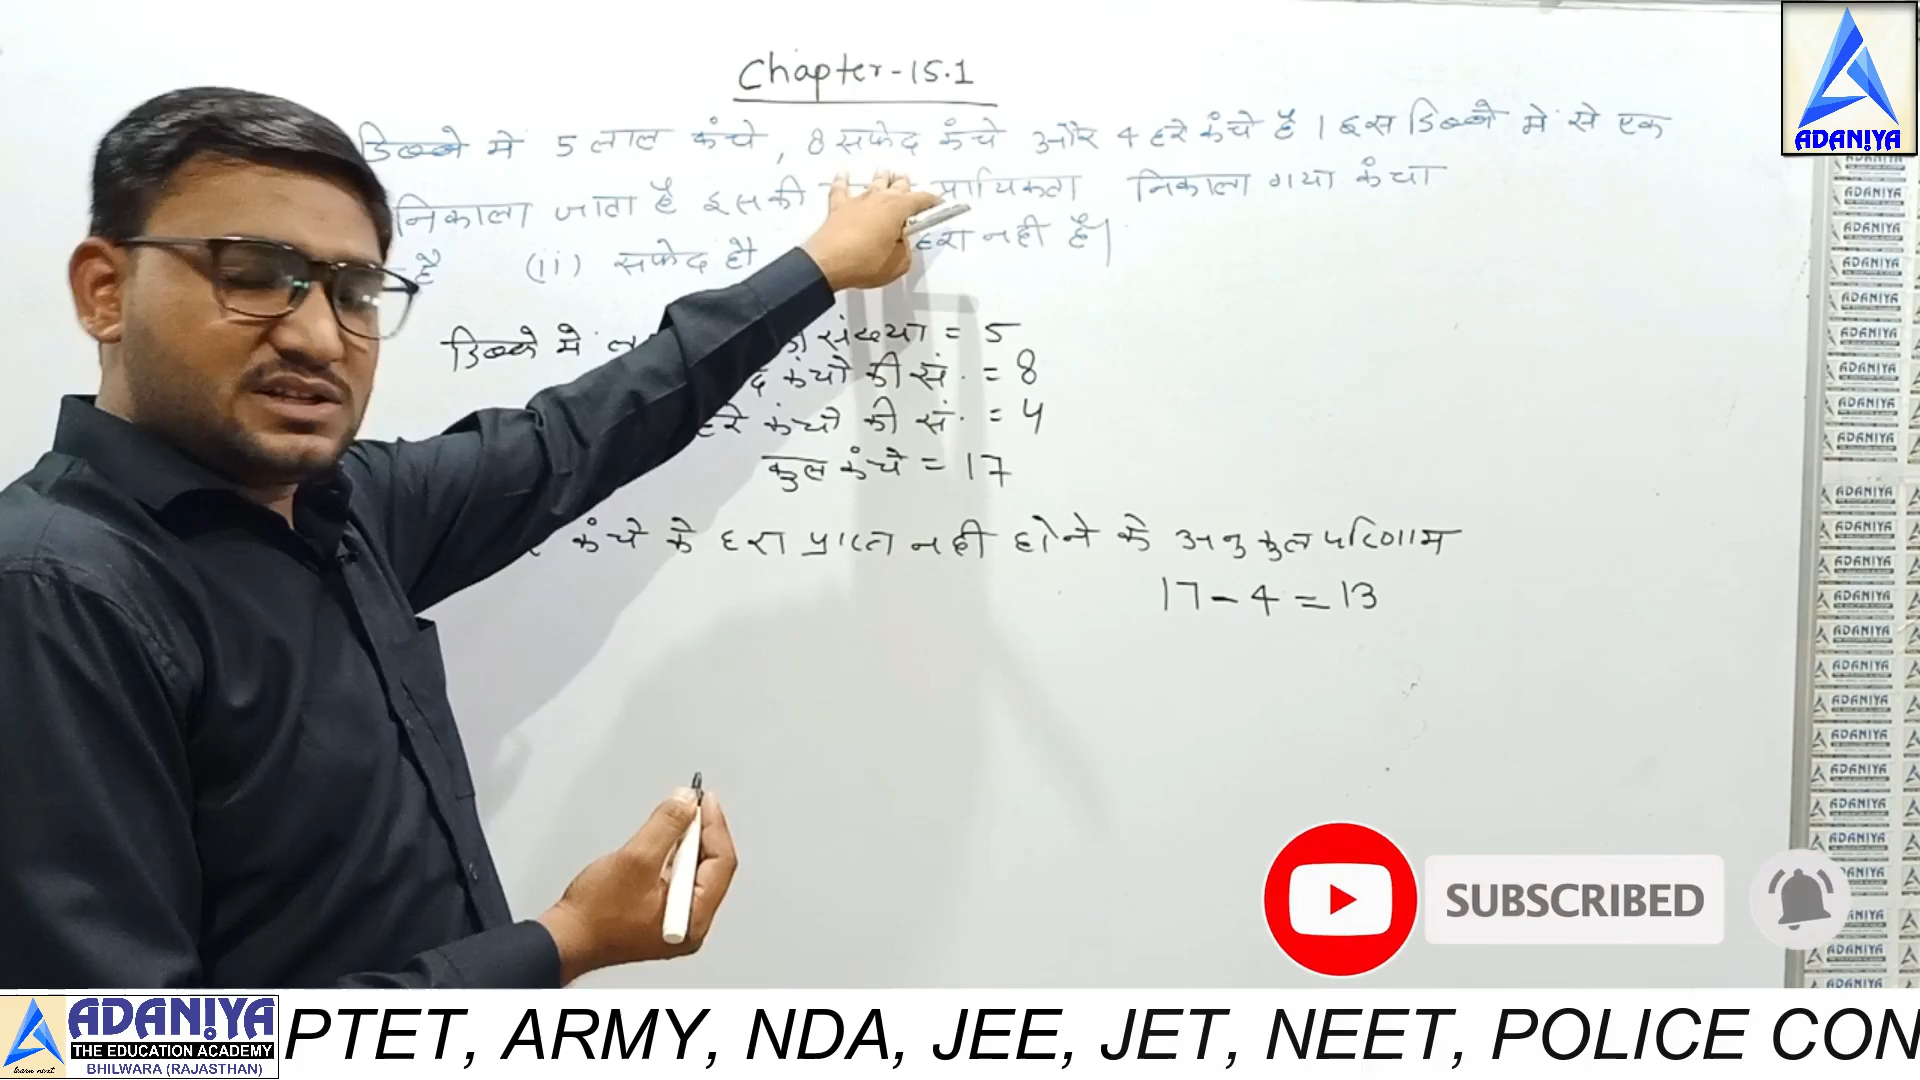 Chapter-15.1
डिब्बे में 5 लाल कंचे, 8 सफेद कंचे और 4 हरे कंचे है। इस डिब्बे में से एक
निकाला जाता है इसकी प्रायिकता निकाला गया कंचा
है (ii) सफेद है हरा नहीं है।
डिब्बे में संख्या = 5
कंचों की सं. = 8
हरे कंचों की सं. = 4
कुल कंचे = 17
कंचे के हरा प्राप्त नहीं होने के अनुकूल परिणाम
17 - 4 = 13
ADANIYA
SUBSCRIBED
ADANIYA
THE EDUCATION ACADEMY
learn next
BHILWARA (RAJASTHAN)
PTET, ARMY, NDA, JEE, JET, NEET, POLICE CON